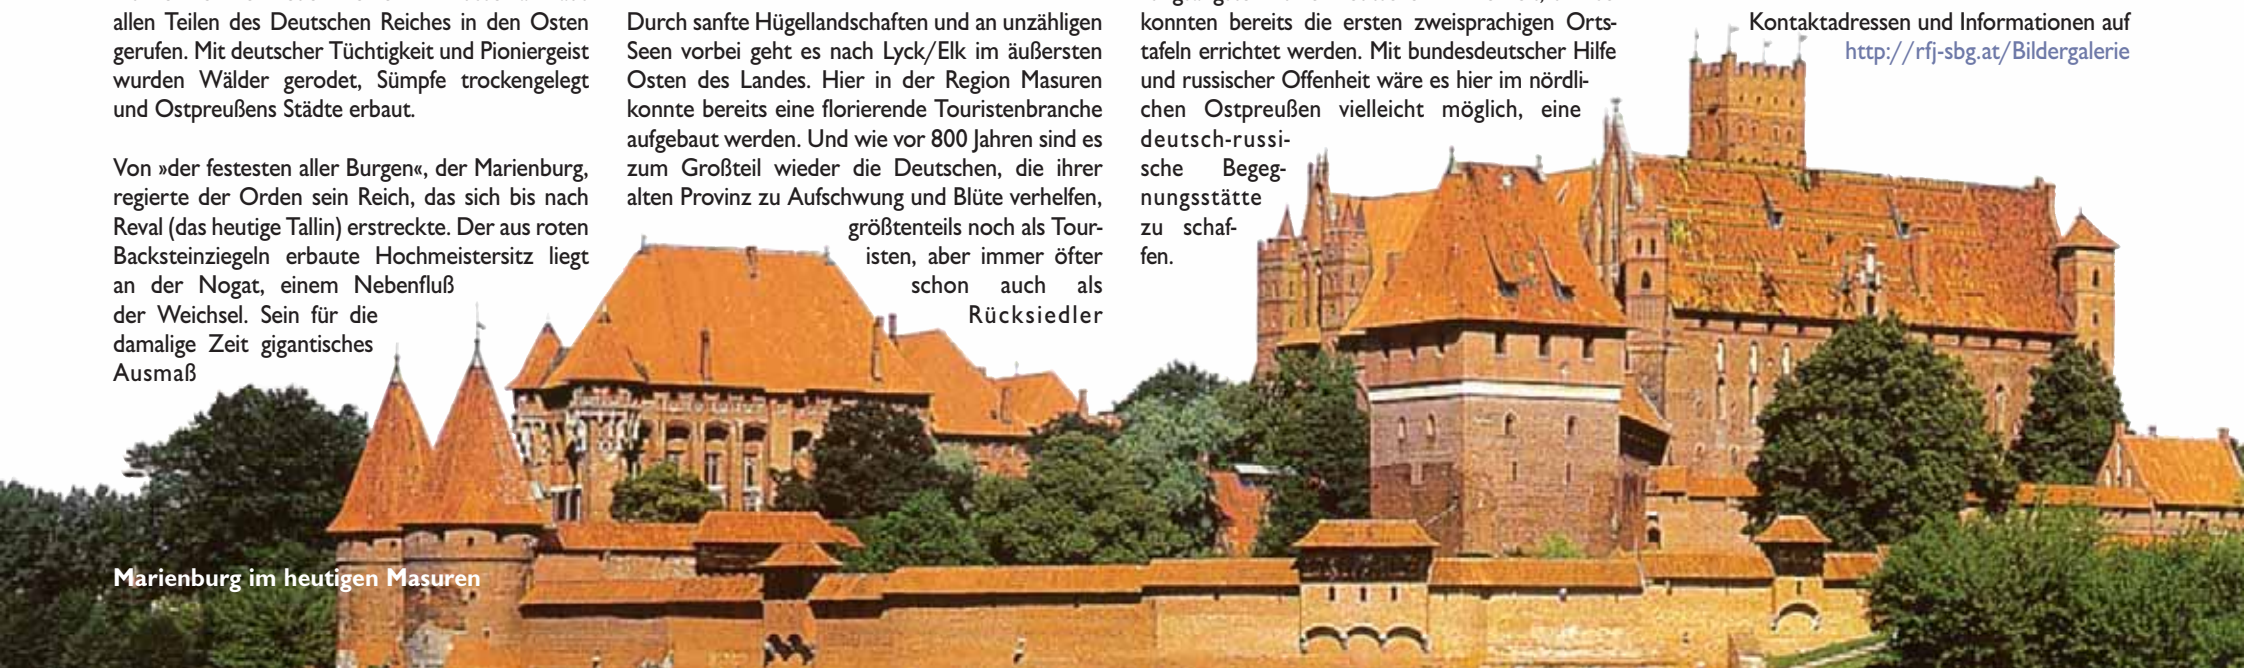 allen Teilen des Deutschen Reiches in den Osten
gerufen. Mit deutscher Tüchtigkeit und Pioniergeist
wurden Wälder gerodet, Sümpfe trockengelegt
und Ostpreußens Städte erbaut.
Von »der festesten aller Burgen«, der Marienburg,
regierte der Orden sein Reich, das sich bis nach
Reval (das heutige Tallin) erstreckte. Der aus roten
Backsteinziegeln erbaute Hochmeistersitz liegt
an der Nogat, einem Nebenfluß
der Weichsel. Sein für die
damalige Zeit gigantisches
Ausmaß
Durch sanfte Hügellandschaften und an unzähligen
Seen vorbei geht es nach Lyck/Elk im äußersten
Osten des Landes. Hier in der Region Masuren
konnte bereits eine florierende Touristenbranche
aufgebaut werden. Und wie vor 800 Jahren sind es
zum Großteil wieder die Deutschen, die ihrer
alten Provinz zu Aufschwung und Blüte verhelfen,
größtenteils noch als Tour-
isten, aber immer öfter
schon auch als
Rücksiedler
konnten bereits die ersten zweisprachigen Orts-
tafeln errichtet werden. Mit bundesdeutscher Hilfe
und russischer Offenheit wäre es hier im nördli-
chen Ostpreußen vielleicht möglich, eine
deutsch-russi-
sche Begeg-
nungsstätte
zu schaf-
fen.
Kontaktadressen und Informationen auf
http://rfj-sbg.at/Bildergalerie
Marienburg im heutigen Masuren